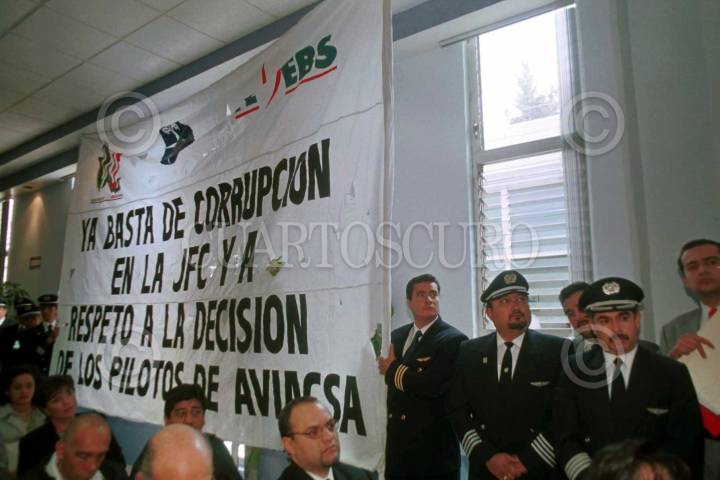 EBS
YA BASTA DE CORRUPCION
EN LA JFC Y A
RESPETO A LA DECISION
DE LOS PILOTOS DE AVIACSA
© CUARTOSCURO ©
©